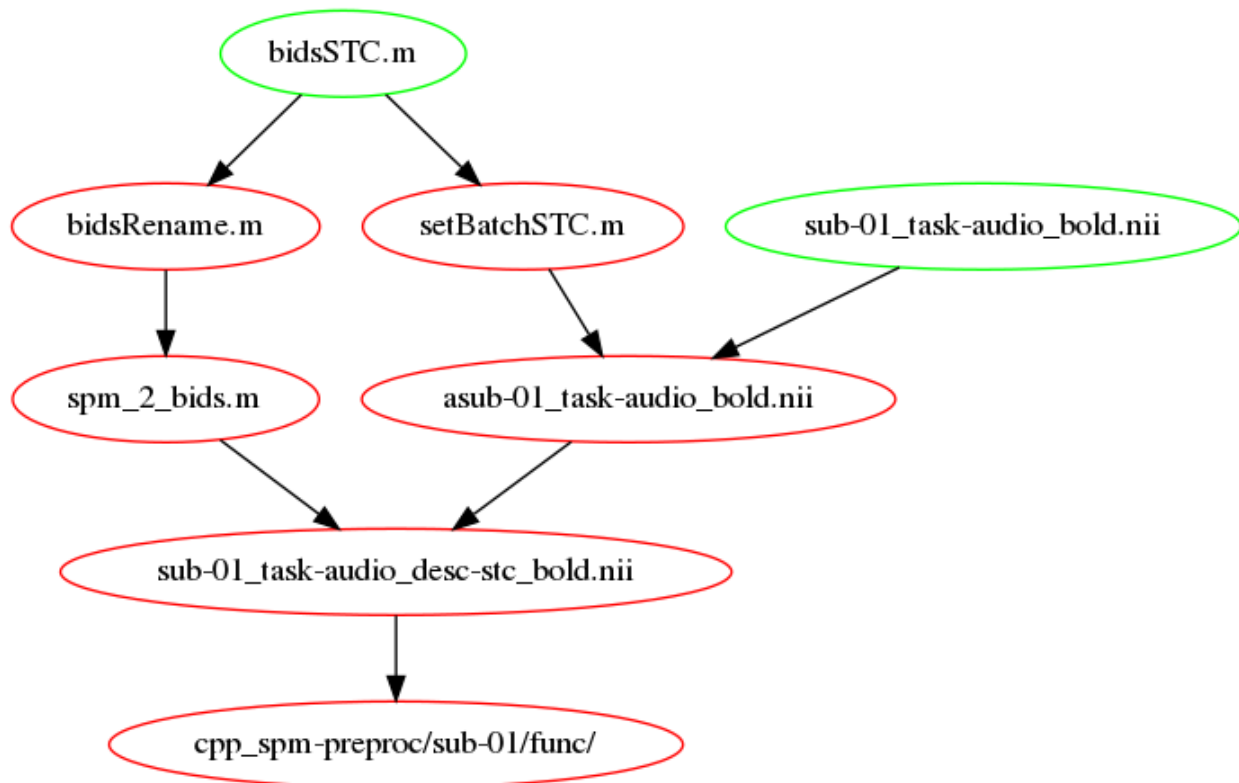 bidsSTC.m
bidsRename.m
setBatchSTC.m
sub-01_task-audio_bold.nii
spm_2_bids.m
asub-01_task-audio_bold.nii
sub-01_task-audio_desc-stc_bold.nii
cpp_spm-preproc/sub-01/func/